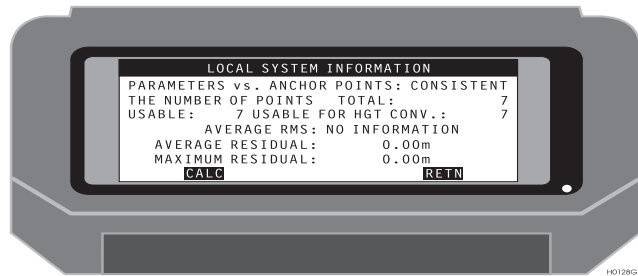 LOCAL SYSTEM INFORMATION
PARAMETERS vs. ANCHOR POINTS: CONSISTENT
THE NUMBER OF POINTS TOTAL: 7
USABLE: 7 USABLE FOR HGT CONV.: 7
AVERAGE RMS: NO INFORMATION
AVERAGE RESIDUAL: 0.00m
MAXIMUM RESIDUAL: 0.00m
CALC RETN
H0128G